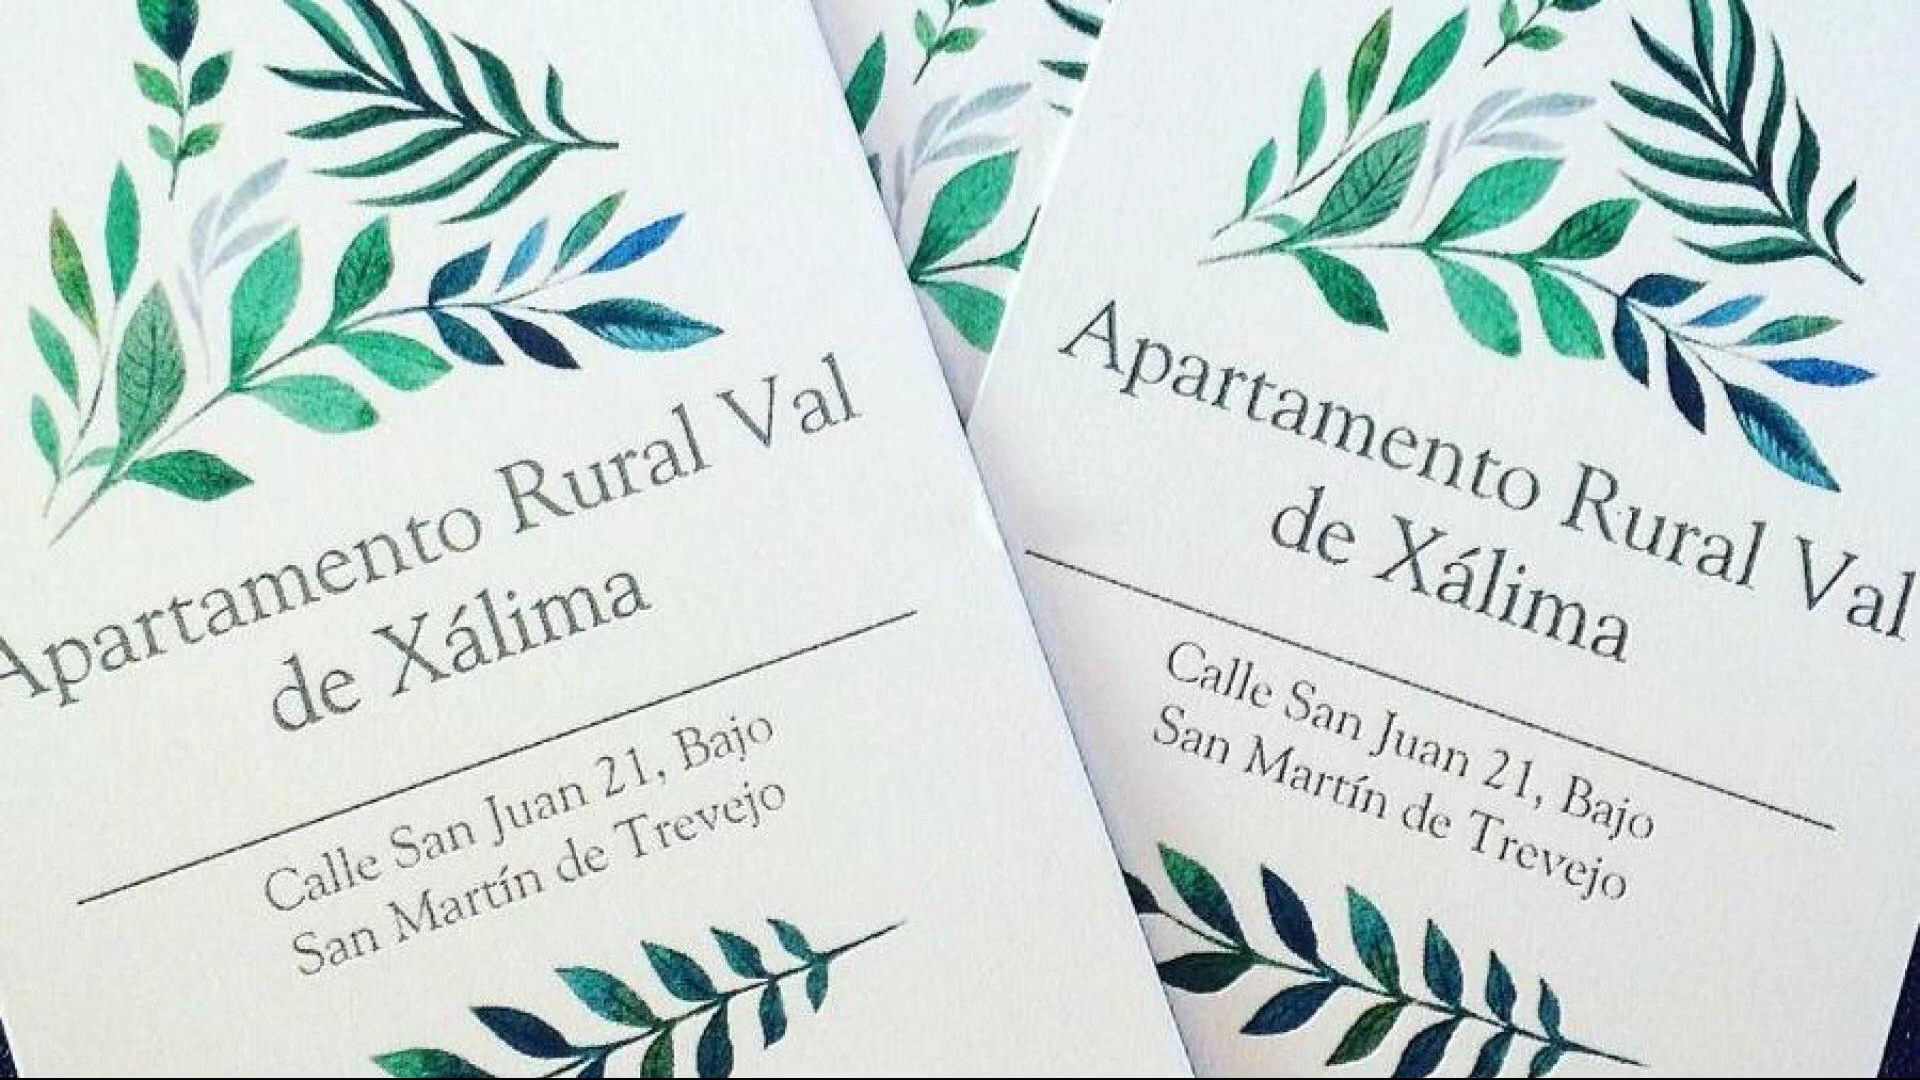 Apartamento Rural Val
de Xálima
Calle San Juan 21, Bajo
San Martín de Trevejo
Apartamento Rural Val
de Xálima
Calle San Juan 21, Bajo
San Martín de Trevejo